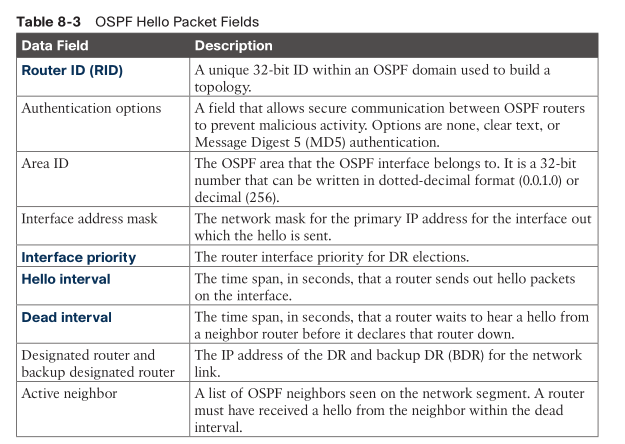 Table 8-3 OSPF Hello Packet Fields
Data Field Description
Router ID (RID) A unique 32-bit ID within an OSPF domain used to build a
topology.
Authentication options A field that allows secure communication between OSPF routers
to prevent malicious activity. Options are none, clear text, or
Message Digest 5 (MD5) authentication.
Area ID The OSPF area that the OSPF interface belongs to. It is a 32-bit
number that can be written in dotted-decimal format (0.0.1.0) or
decimal (256).
Interface address mask The network mask for the primary IP address for the interface out
which the hello is sent.
Interface priority The router interface priority for DR elections.
Hello interval The time span, in seconds, that a router sends out hello packets
on the interface.
Dead interval The time span, in seconds, that a router waits to hear a hello from
a neighbor router before it declares that router down.
Designated router and The IP address of the DR and backup DR (BDR) for the network
backup designated router link.
Active neighbor A list of OSPF neighbors seen on the network segment. A router
must have received a hello from the neighbor within the dead
interval.